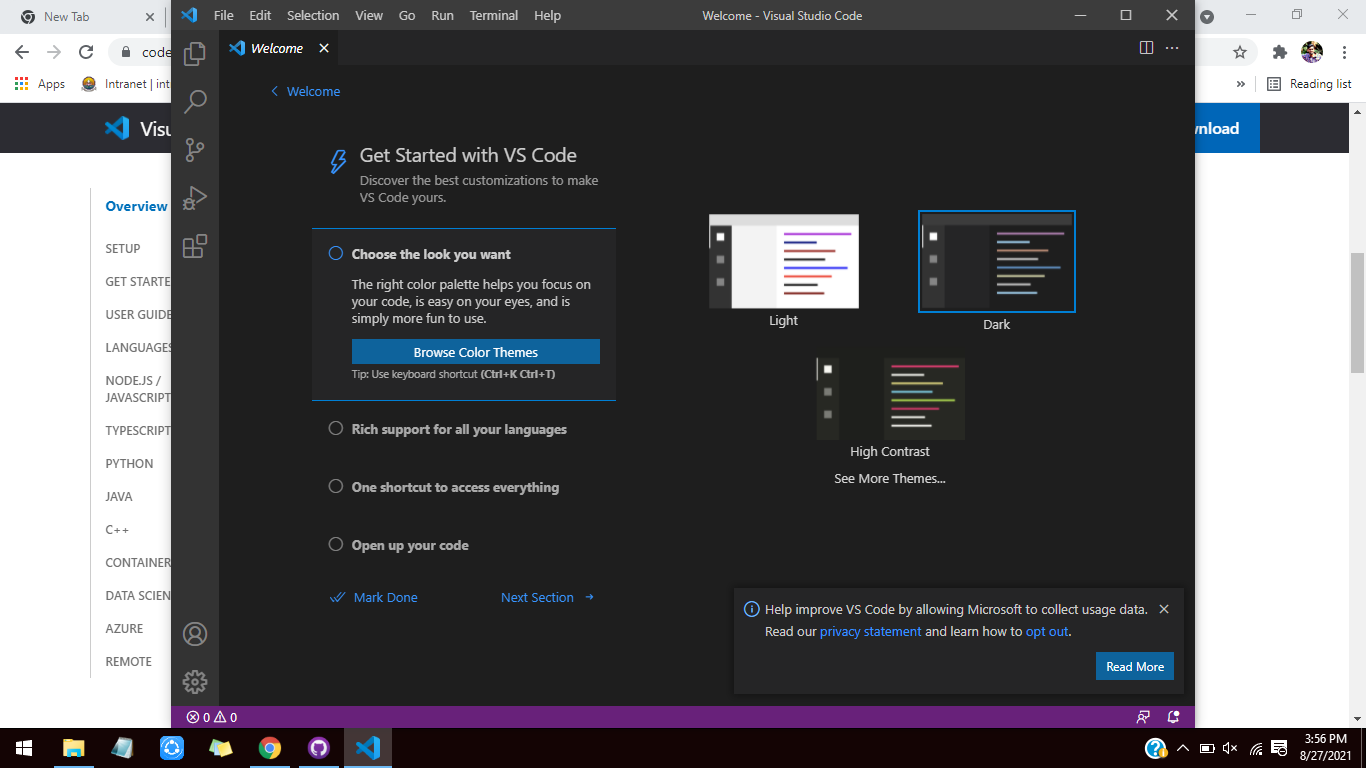 New Tab
File Edit Selection View Go Run Terminal Help
Welcome - Visual Studio Code
code
Apps
Intranet | int
»
Reading list
Visu
nload
Overview
SETUP
GET STARTE
USER GUIDE
LANGUAGES
NODE.JS /
JAVASCRIPT
TYPESCRIPT
PYTHON
JAVA
C++
CONTAINER
DATA SCIEN
AZURE
REMOTE
Welcome
Welcome
Get Started with VS Code
Discover the best customizations to make
VS Code yours.
Choose the look you want
The right color palette helps you focus on
your code, is easy on your eyes, and is
simply more fun to use.
Browse Color Themes
Tip: Use keyboard shortcut (Ctrl+K Ctrl+T)
Rich support for all your languages
One shortcut to access everything
Open up your code
Mark Done
Next Section
Light
Dark
High Contrast
See More Themes...
Help improve VS Code by allowing Microsoft to collect usage data.
Read our privacy statement and learn how to opt out.
Read More
0 0
3:56 PM
8/27/2021